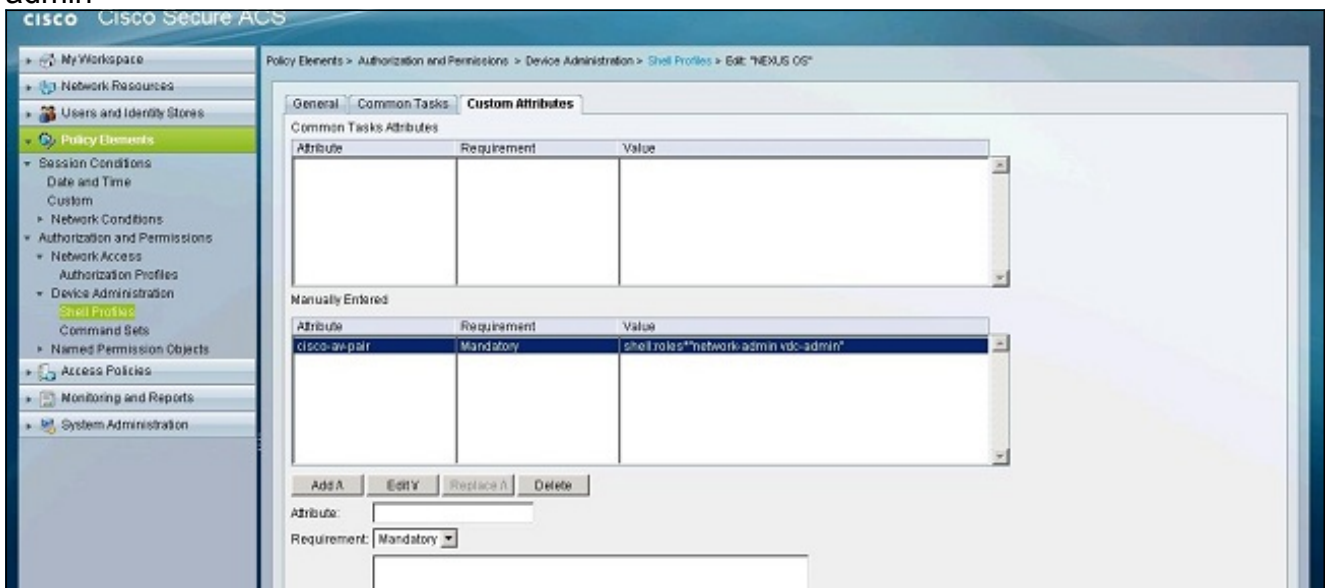 admin
CISCO Cisco Secure ACS
My Workspace
Network Resources
Users and Identity Stores
Policy Elements
Session Conditions
Date and Time
Custom
Network Conditions
Authorization and Permissions
Network Access
Authorization Profiles
Device Administration
Shell Profiles
Command Sets
Named Permission Objects
Access Policies
Monitoring and Reports
System Administration
Policy Elements > Authorization and Permissions > Device Administration > Shell Profiles > Edit: "NEXUS OS"
General Common Tasks Custom Attributes
Common Tasks Attributes
Attribute Requirement Value
Manually Entered
Attribute Requirement Value
cisco-av-pair Mandatory shell:roles*"network-admin vdc-admin"
Add Λ Edit V Replace Λ Delete
Attribute:
Requirement: Mandatory